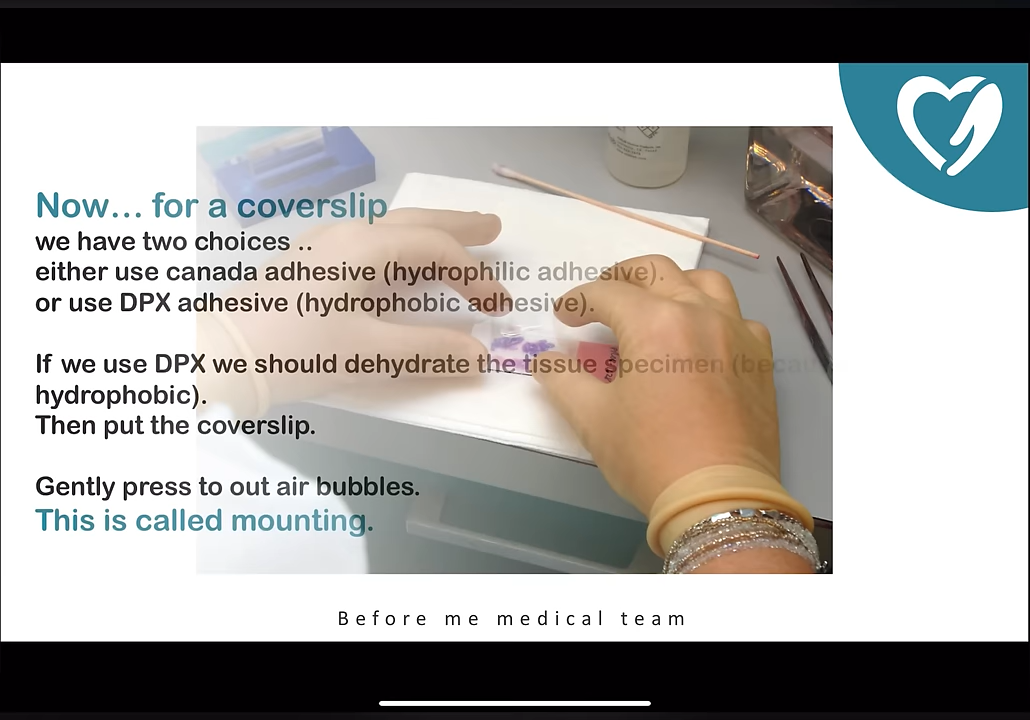 Now... for a coverslip
we have two choices ..
either use canada adhesive (hydrophilic adhesive).
or use DPX adhesive (hydrophobic adhesive).
If we use DPX we should dehydrate the tissue specimen
hydrophobic).
Then put the coverslip.
Gently press to out air bubbles.
This is called mounting.
Before me medical team